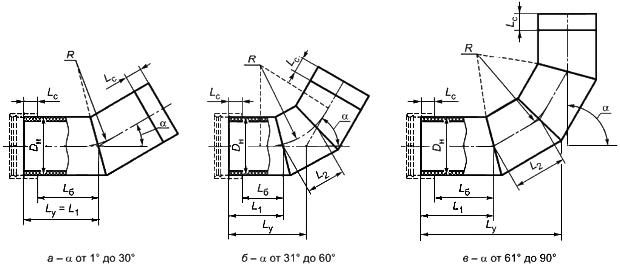 R
Lс
Lс
α
Dн
Lб
Lу = L1
а – α от 1° до 30°
R
Lс
Lс
α
Dн
Lб
L1
L2
Lу
б – α от 31° до 60°
Lс
R
Lс
α
Dн
Lб
L1
L2
Lу
в – α от 61° до 90°